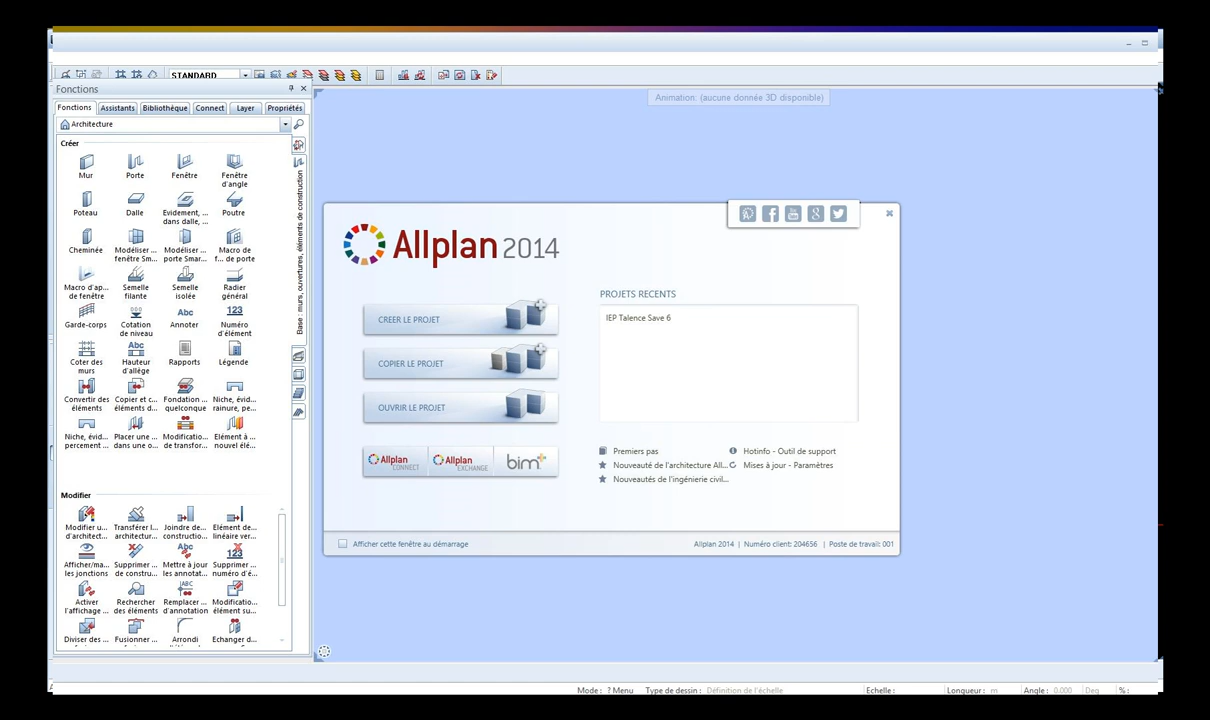 STANDARD
Fonctions
Fonctions Assistants Bibliothèque Connect Layer Propriétés
Architecture
Créer
Mur Porte Fenêtre Fenêtre d'angle
Poteau Dalle Evidement, ... dans dalle, ... Poutre
Cheminée Modéliser ... fenêtre Sm... Modéliser ... porte Smar... Macro de f... de porte
Macro d'ap... de fenêtre Semelle filante Semelle isolée Radier général
Garde-corps Cotation de niveau Annoter Numéro d'élément
Coter des murs Hauteur d'allège Rapports Légende
Convertir des éléments Copier et c... éléments d... Fondation ... quelconque Niche, évid... rainure, pe...
Niche, évid... percement ... Placer une ... dans une o... Modificatio... de transfor... Elément à ... nouvel élé...
Base : murs, ouvertures, éléments de construction
Modifier
Modifier u... d'architect... Transférer l... architectur... Joindre de... constructio... Elément de... linéaire ver...
Afficher/ma... les jonctions Supprimer ... de constru... Mettre à jour les annotat... Supprimer ... numéro d'é...
Activer l'affichage ... Rechercher des éléments Remplacer ... d'annotation Modificatio... élément su...
Diviser des ... Fusionner ... Arrondi Echanger d...
Animation: (aucune donnée 3D disponible)
Allplan 2014
CREER LE PROJET
COPIER LE PROJET
OUVRIR LE PROJET
Allplan CONNECT Allplan EXCHANGE bim+
PROJETS RECENTS
IEP Talence Save 6
Premiers pas
Nouveauté de l'architecture All...
Nouveautés de l'ingénierie civil...
Hotinfo - Outil de support
Mises à jour - Paramètres
Afficher cette fenêtre au démarrage
Allplan 2014 | Numéro client: 204656 | Poste de travail: 001
Mode : ? Menu Type de dessin : Définition de l'échelle Echelle : Longueur : m Angle : 0.000 Deg % :